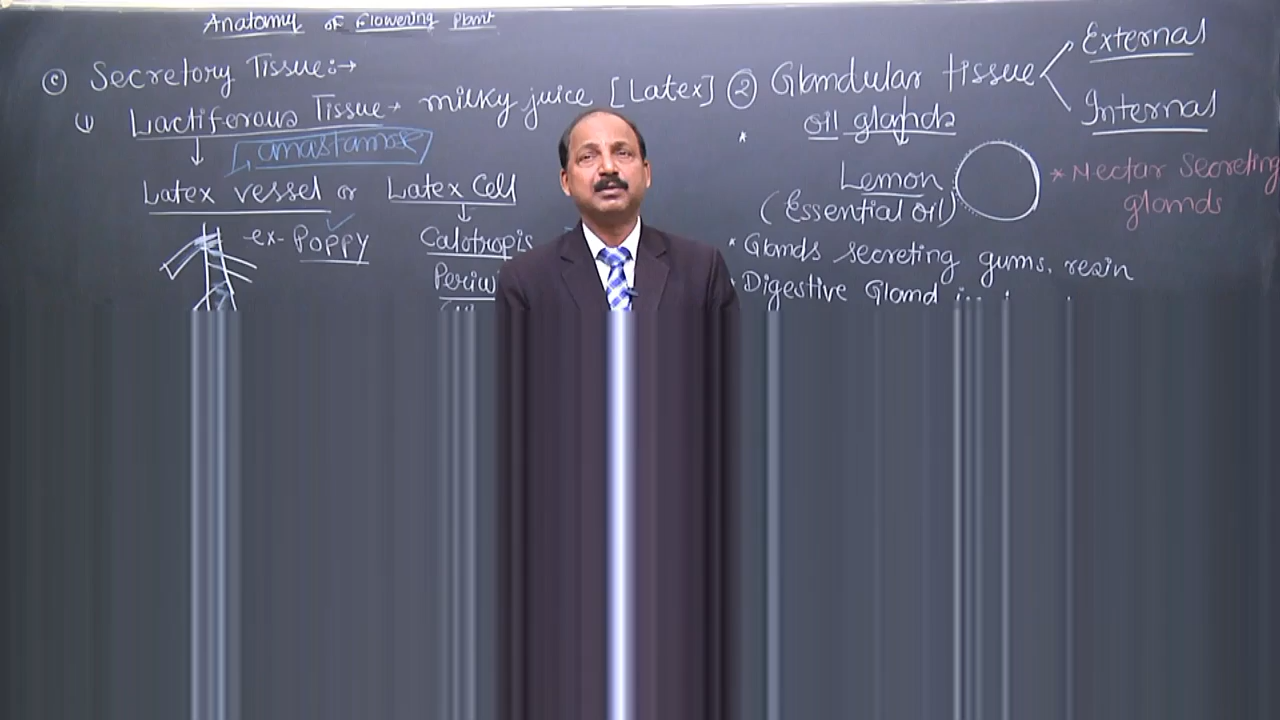 Anatomy of Flowering Plant
(c) Secretory Tissue:→
(1) Lactiferous Tissue → milky juice [Latex]
anastamose
Latex vessel or Latex Cell
ex- Poppy
Calotropis
(2) Glandular tissue
External
Internal
* oil glands
Lemon
(Essential oil)
* Nectar Secreting
glands
* Glands secreting gums, resin
* Digestive Gland